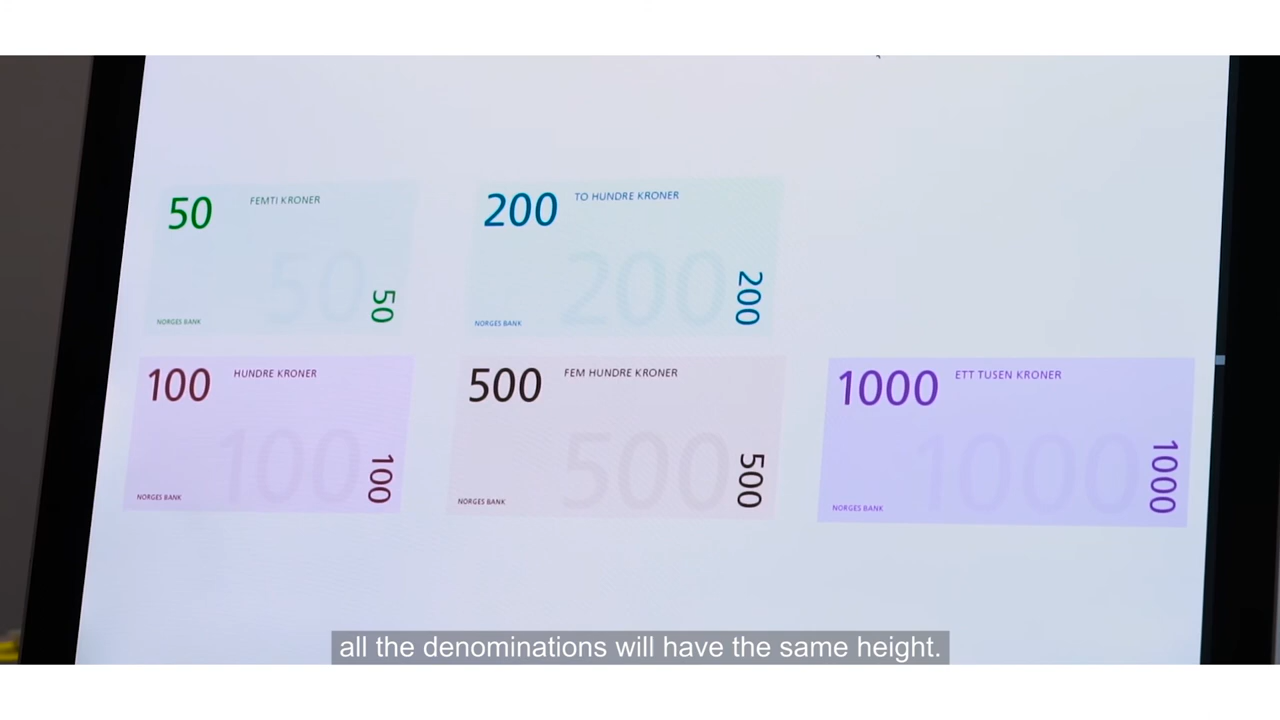 50
FEMTI KRONER
50
50
NORGES BANK
200
TO HUNDRE KRONER
200
200
NORGES BANK
100
HUNDRE KRONER
100
100
NORGES BANK
500
FEM HUNDRE KRONER
500
500
NORGES BANK
1000
ETT TUSEN KRONER
1000
1000
NORGES BANK
all the denominations will have the same height.